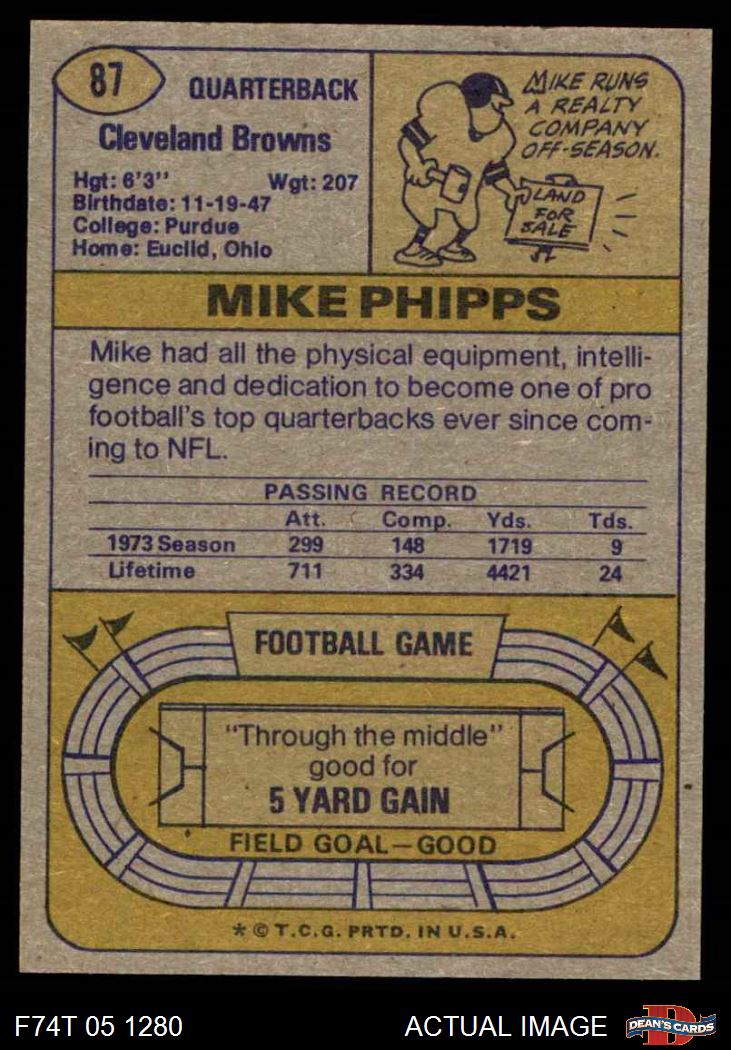 87
QUARTERBACK
Cleveland Browns
Hgt: 6'3" Wgt: 207
Birthdate: 11-19-47
College: Purdue
Home: Euclid, Ohio
MIKE RUNS
A REALTY
COMPANY
OFF-SEASON.
LAND
FOR
SALE
MIKE PHIPPS
Mike had all the physical equipment, intelli-
gence and dedication to become one of pro
football's top quarterbacks ever since com-
ing to NFL.
PASSING RECORD
Att. Comp. Yds. Tds.
1973 Season 299 148 1719 9
Lifetime 711 334 4421 24
FOOTBALL GAME
"Through the middle"
good for
5 YARD GAIN
FIELD GOAL—GOOD
* © T.C.G. PRTD. IN U.S.A.
F74T 05 1280 ACTUAL IMAGE
D
DEAN'S CARDS